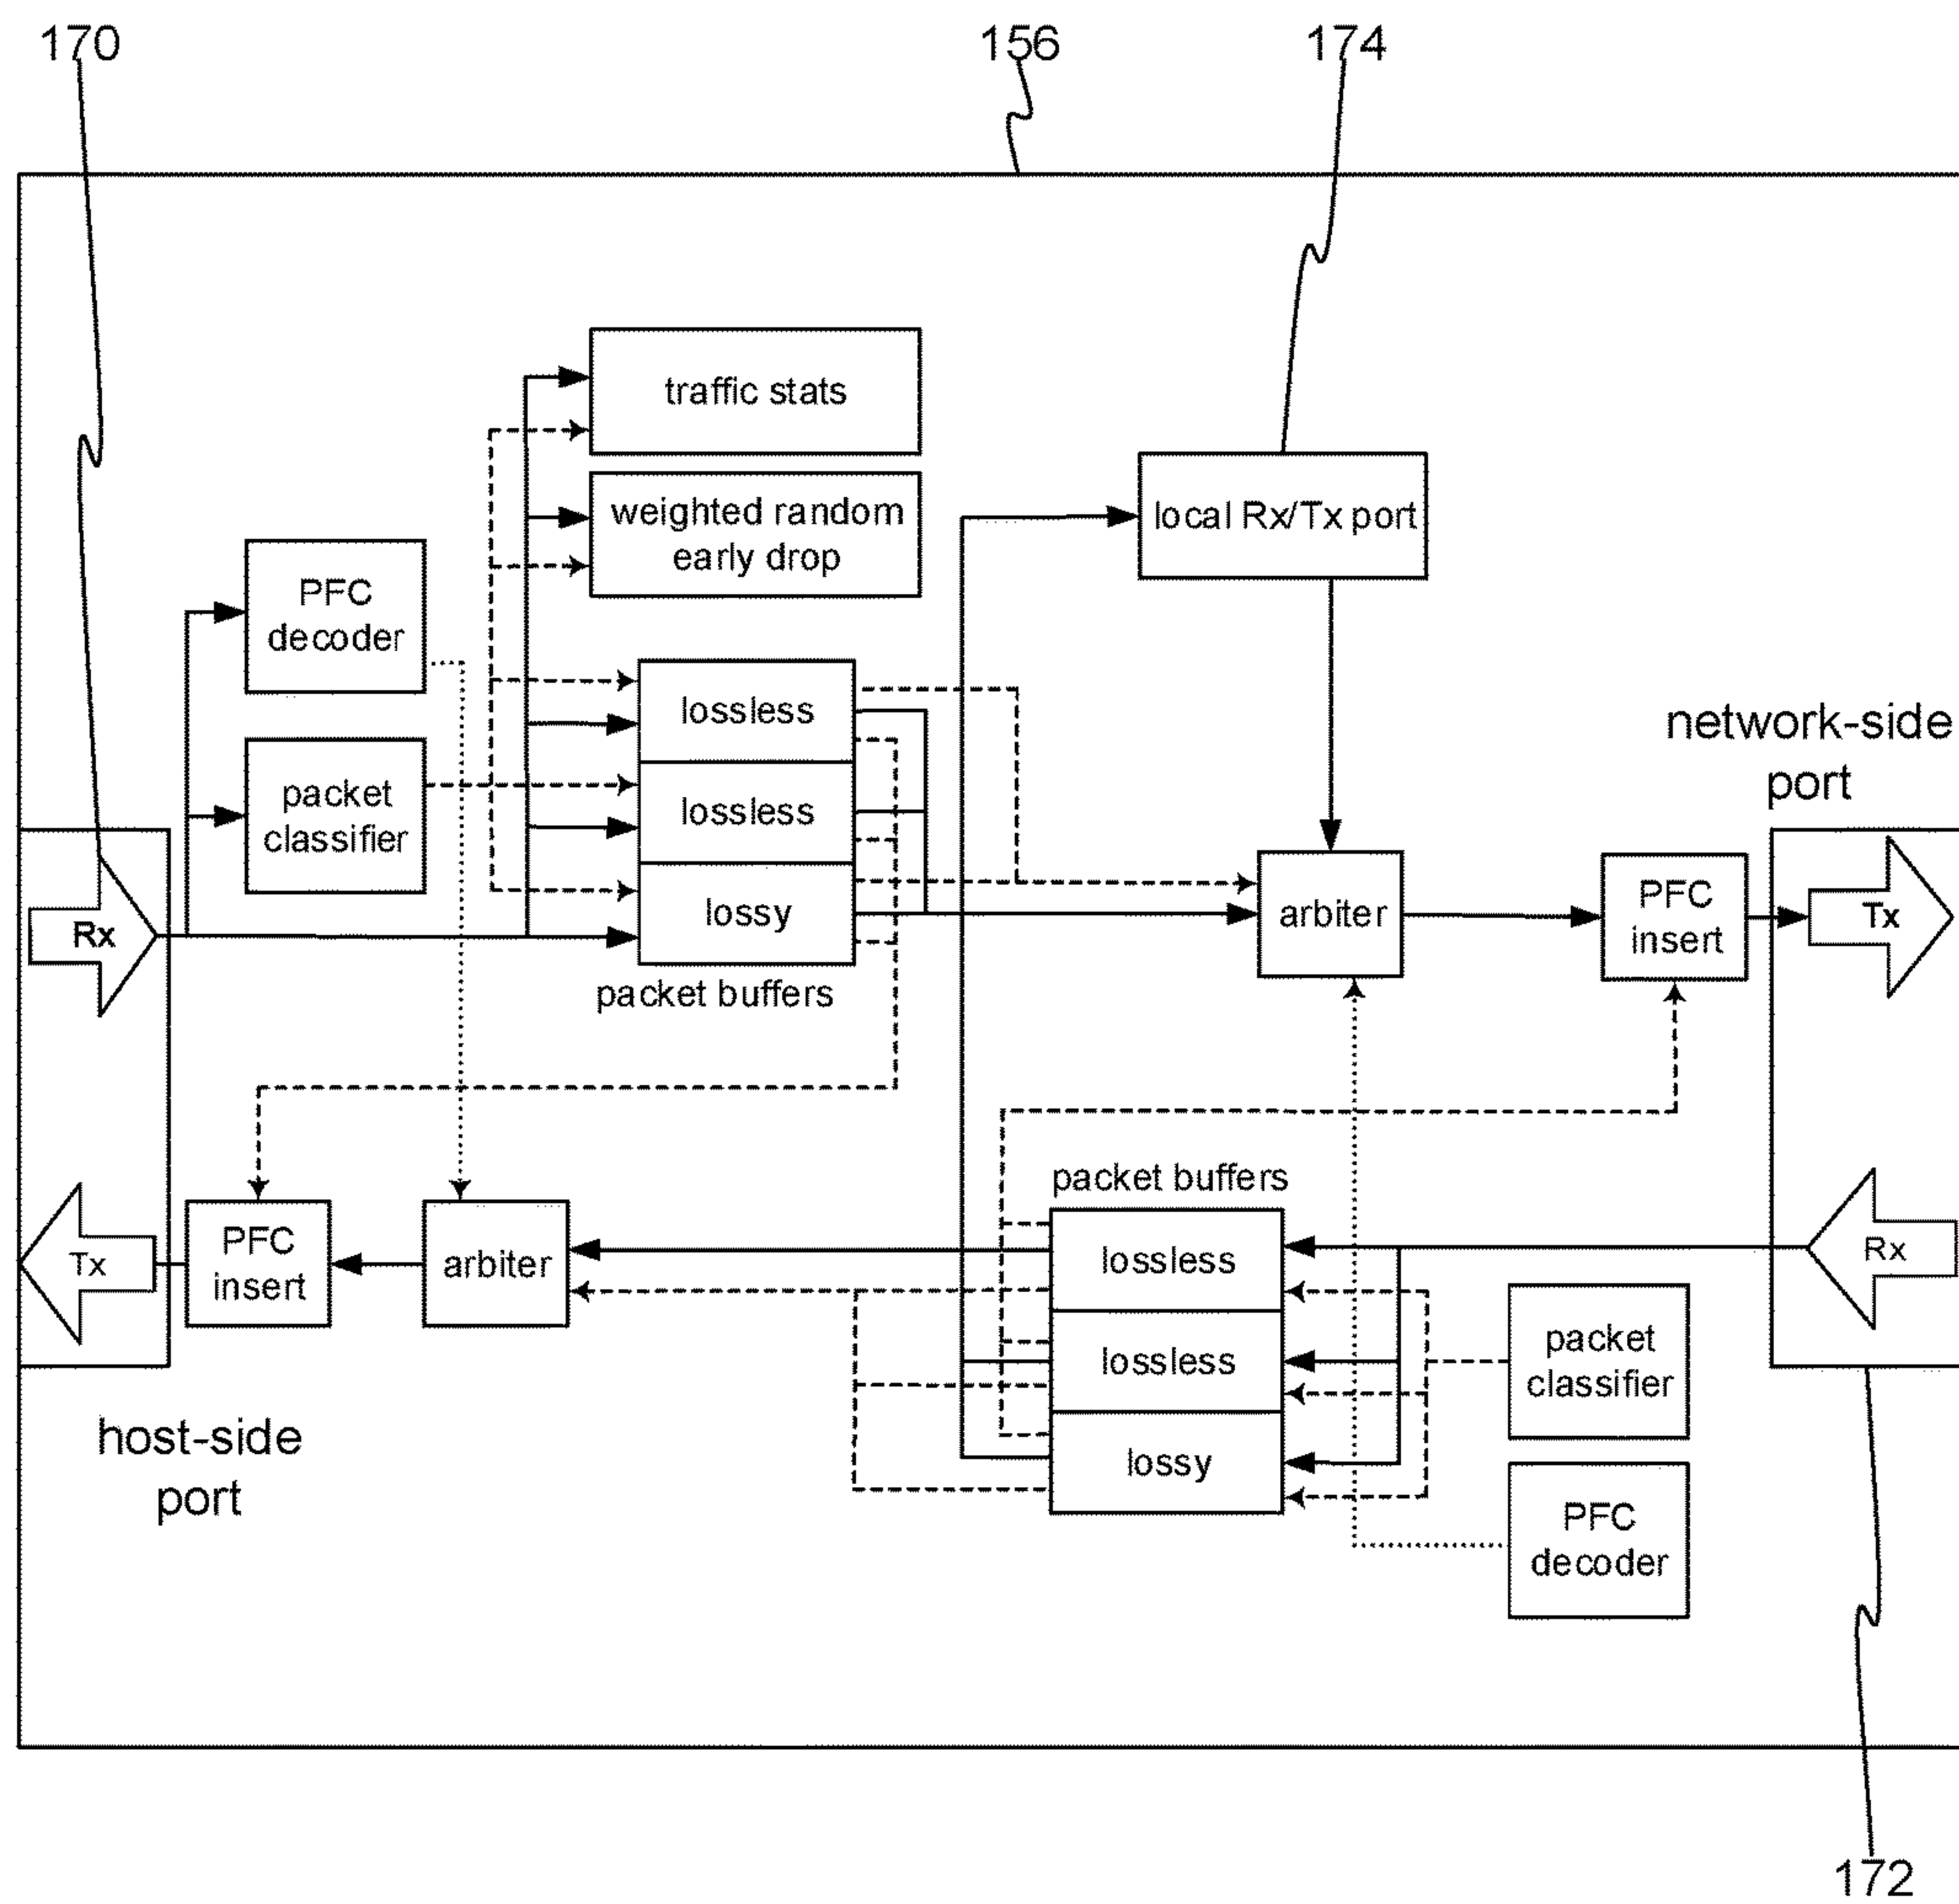 170
156
174
traffic stats
weighted random
early drop
local Rx/Tx port
PFC
decoder
lossless
network-side
port
packet
classifier
lossless
lossy
Rx
arbiter
PFC
insert
Tx
packet buffers
packet buffers
Tx
PFC
insert
arbiter
lossless
Rx
lossless
packet
classifier
host-side
port
lossy
PFC
decoder
172